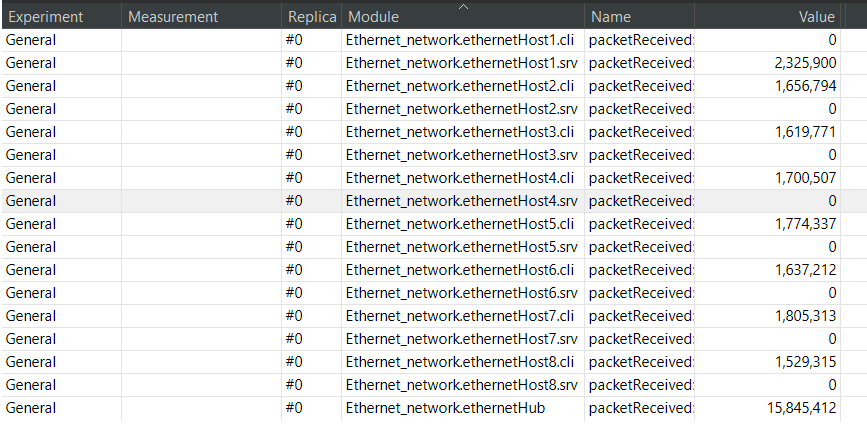 Experiment Measurement Replica Module Name Value
General #0 Ethernet_network.ethernetHost1.cli packetReceived: 0
General #0 Ethernet_network.ethernetHost1.srv packetReceived: 2,325,900
General #0 Ethernet_network.ethernetHost2.cli packetReceived: 1,656,794
General #0 Ethernet_network.ethernetHost2.srv packetReceived: 0
General #0 Ethernet_network.ethernetHost3.cli packetReceived: 1,619,771
General #0 Ethernet_network.ethernetHost3.srv packetReceived: 0
General #0 Ethernet_network.ethernetHost4.cli packetReceived: 1,700,507
General #0 Ethernet_network.ethernetHost4.srv packetReceived: 0
General #0 Ethernet_network.ethernetHost5.cli packetReceived: 1,774,337
General #0 Ethernet_network.ethernetHost5.srv packetReceived: 0
General #0 Ethernet_network.ethernetHost6.cli packetReceived: 1,637,212
General #0 Ethernet_network.ethernetHost6.srv packetReceived: 0
General #0 Ethernet_network.ethernetHost7.cli packetReceived: 1,805,313
General #0 Ethernet_network.ethernetHost7.srv packetReceived: 0
General #0 Ethernet_network.ethernetHost8.cli packetReceived: 1,529,315
General #0 Ethernet_network.ethernetHost8.srv packetReceived: 0
General #0 Ethernet_network.ethernetHub packetReceived: 15,845,412